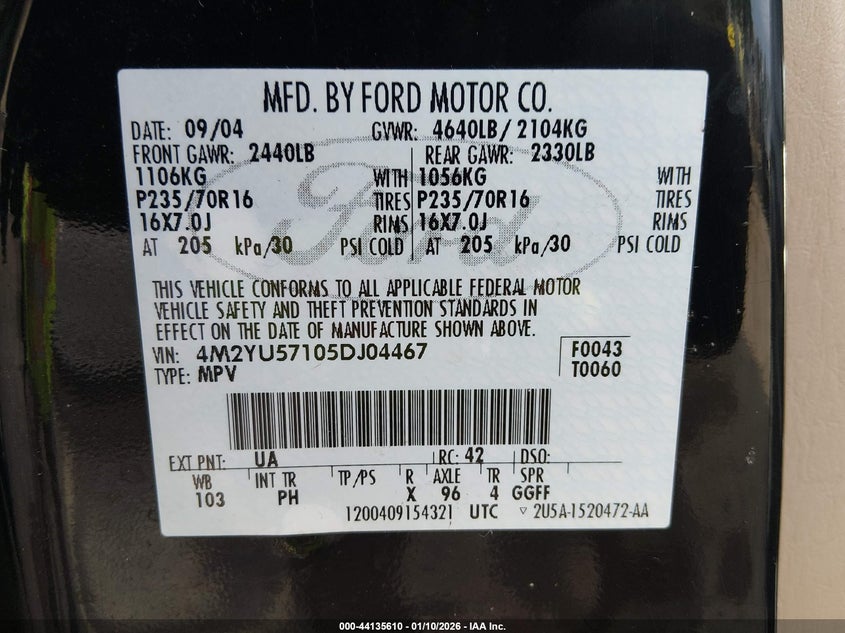 MFD. BY FORD MOTOR CO.
DATE: 09/04 GVWR: 4640LB/ 2104KG
FRONT GAWR: 2440LB REAR GAWR: 2330LB
1106KG WITH 1056KG WITH
P235/70R16 TIRES P235/70R16 TIRES
16X7.0J RIMS 16X7.0J RIMS
AT 205 kPa/30 PSI COLD AT 205 kPa/30 PSI COLD
Ford
THIS VEHICLE CONFORMS TO ALL APPLICABLE FEDERAL MOTOR
VEHICLE SAFETY AND THEFT PREVENTION STANDARDS IN
EFFECT ON THE DATE OF MANUFACTURE SHOWN ABOVE.
VIN: 4M2YU57105DJ04467 F0043
TYPE: MPV T0060
EXT PNT: UA RC: 42 DSO:
WB INT TR TP/PS R AXLE TR SPR
103 PH X 96 4 GGFF
1200409154321 UTC ▽ 2U5A-1520472-AA
000-44135610 - 01/10/2026 - IAA Inc.